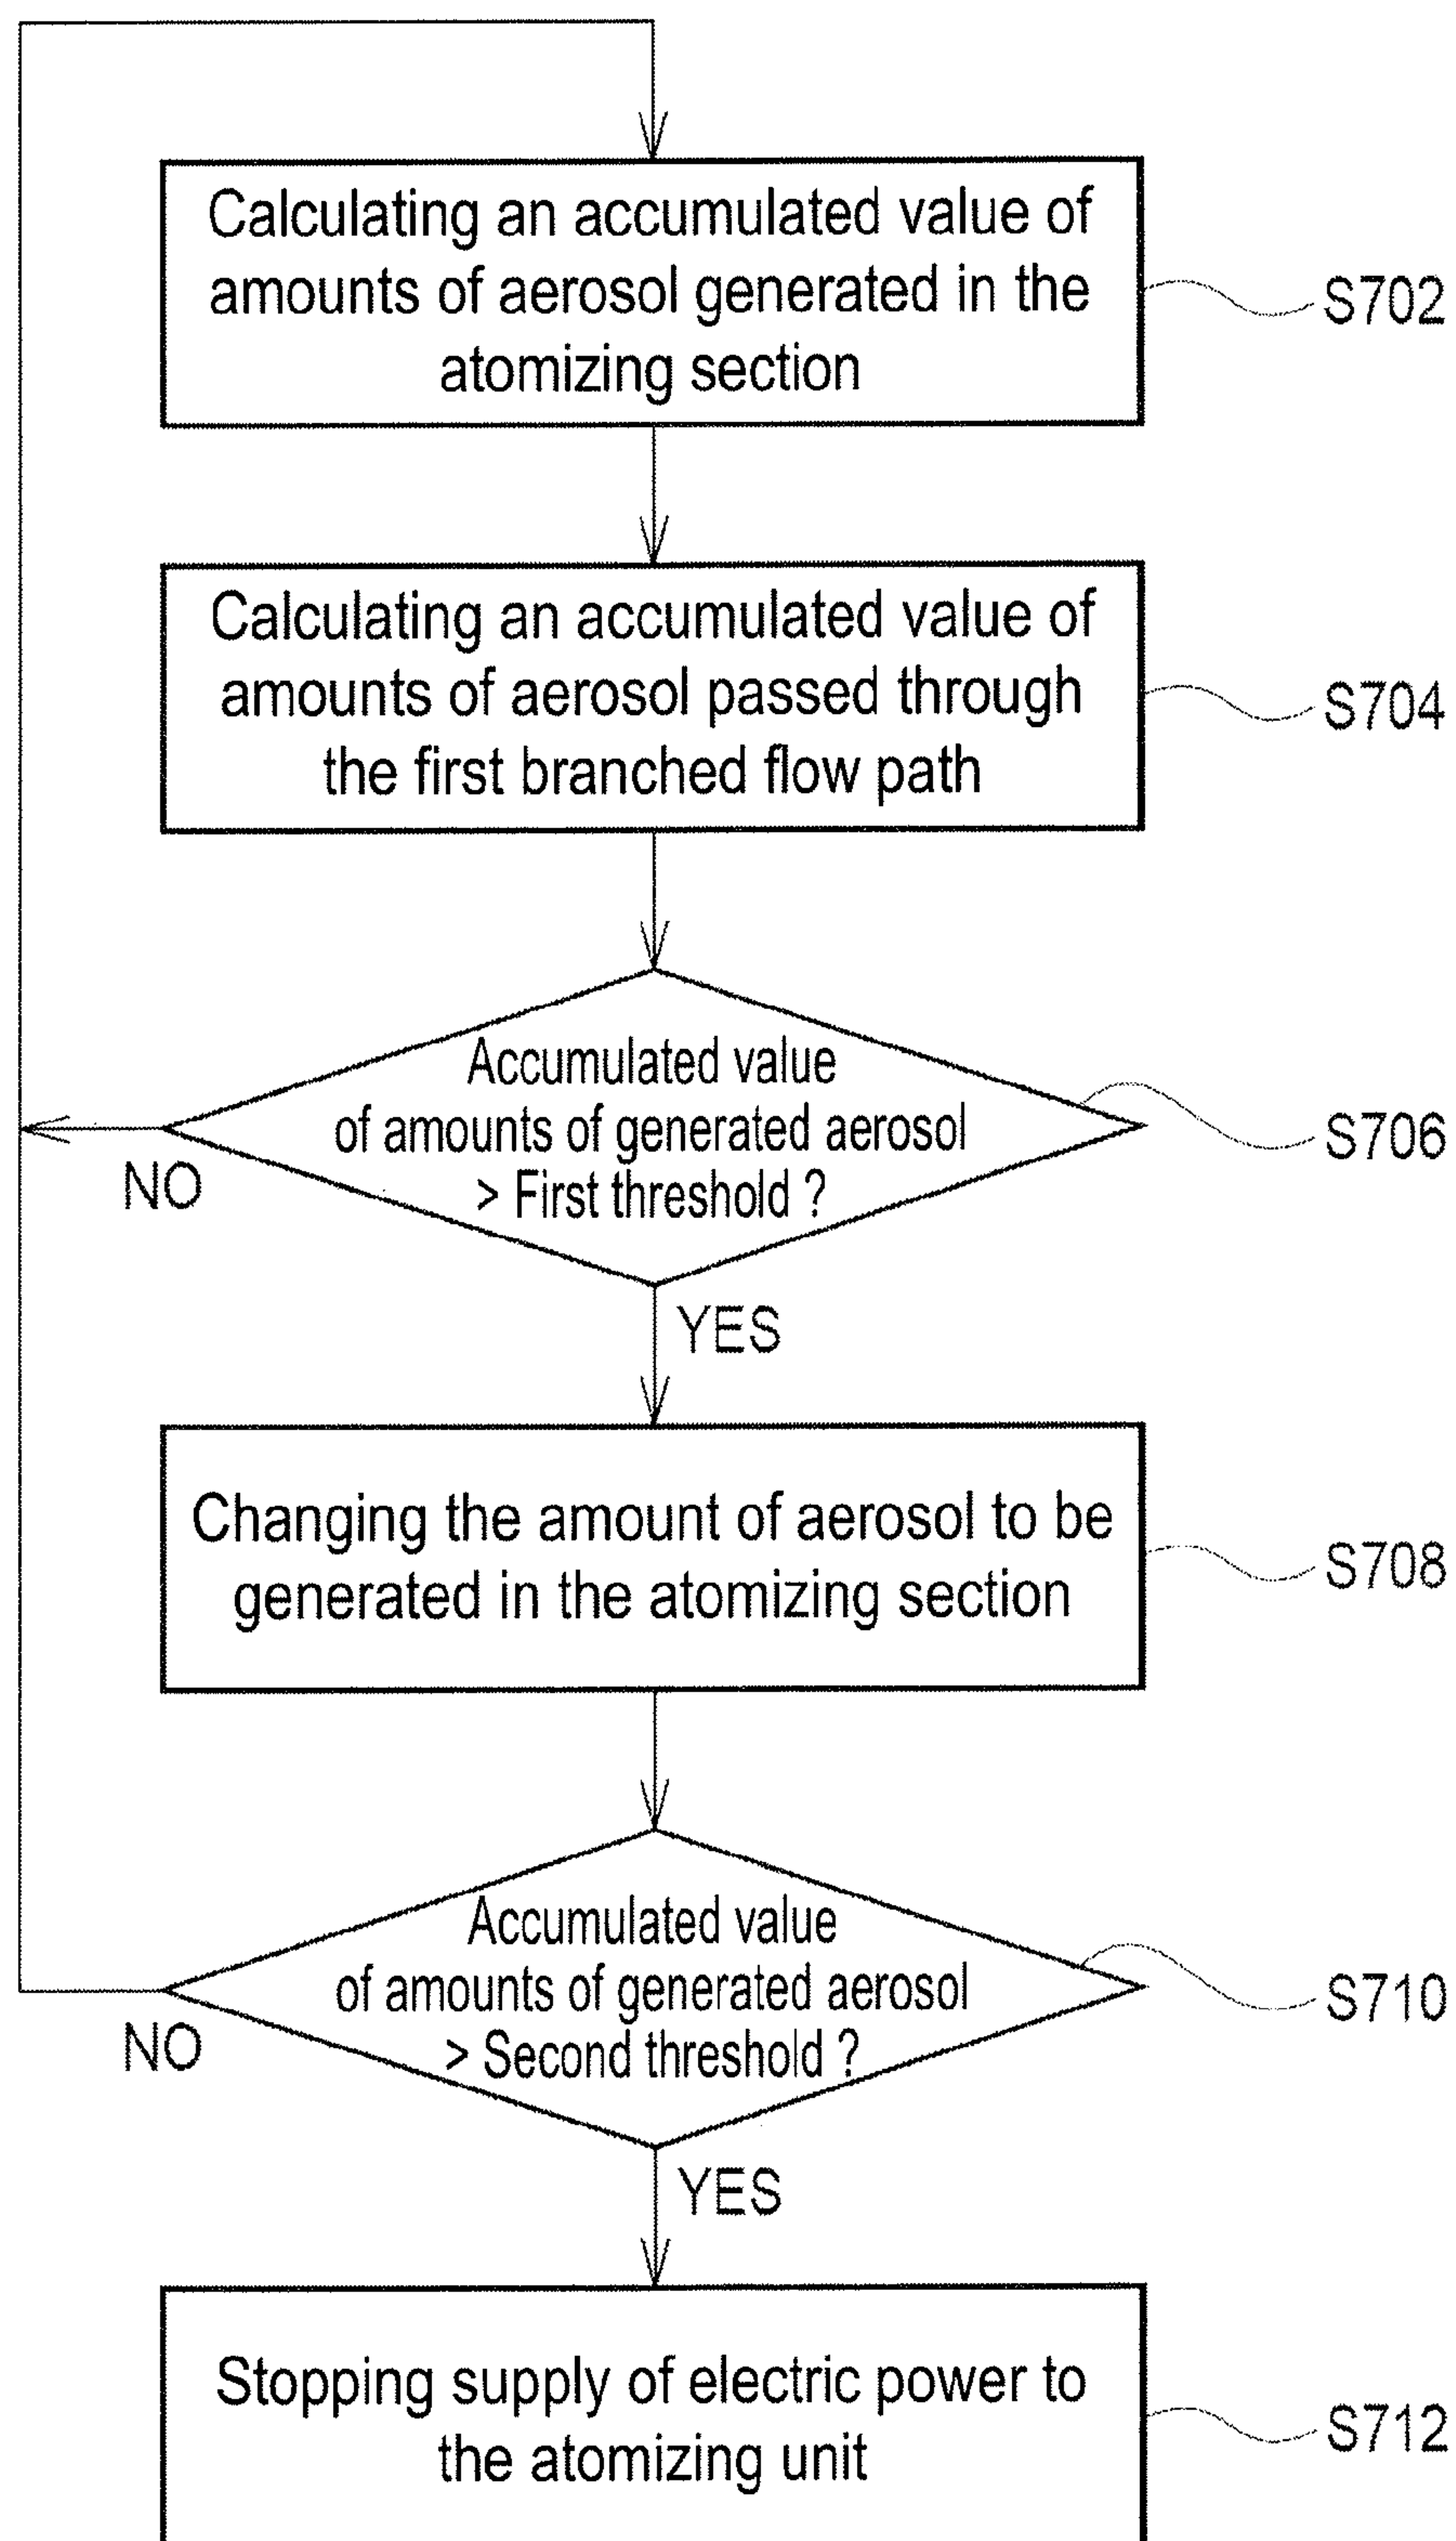 Calculating an accumulated value of
amounts of aerosol generated in the
atomizing section
S702
Calculating an accumulated value of
amounts of aerosol passed through
the first branched flow path
S704
Accumulated value
of amounts of generated aerosol
> First threshold ?
S706
NO
YES
Changing the amount of aerosol to be
generated in the atomizing section
S708
Accumulated value
of amounts of generated aerosol
> Second threshold ?
S710
NO
YES
Stopping supply of electric power to
the atomizing unit
S712